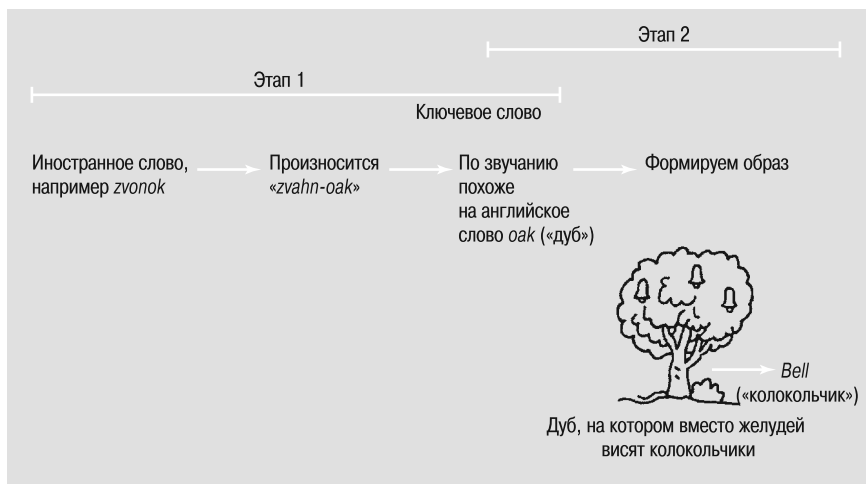 Этап 2
Этап 1
Ключевое слово
Иностранное слово,
например zvonok
Произносится
«zvahn-oak»
По звучанию
похоже
на английское
слово oak («дуб»)
Формируем образ
Bell
(«колокольчик»)
Дуб, на котором вместо желудей
висят колокольчики